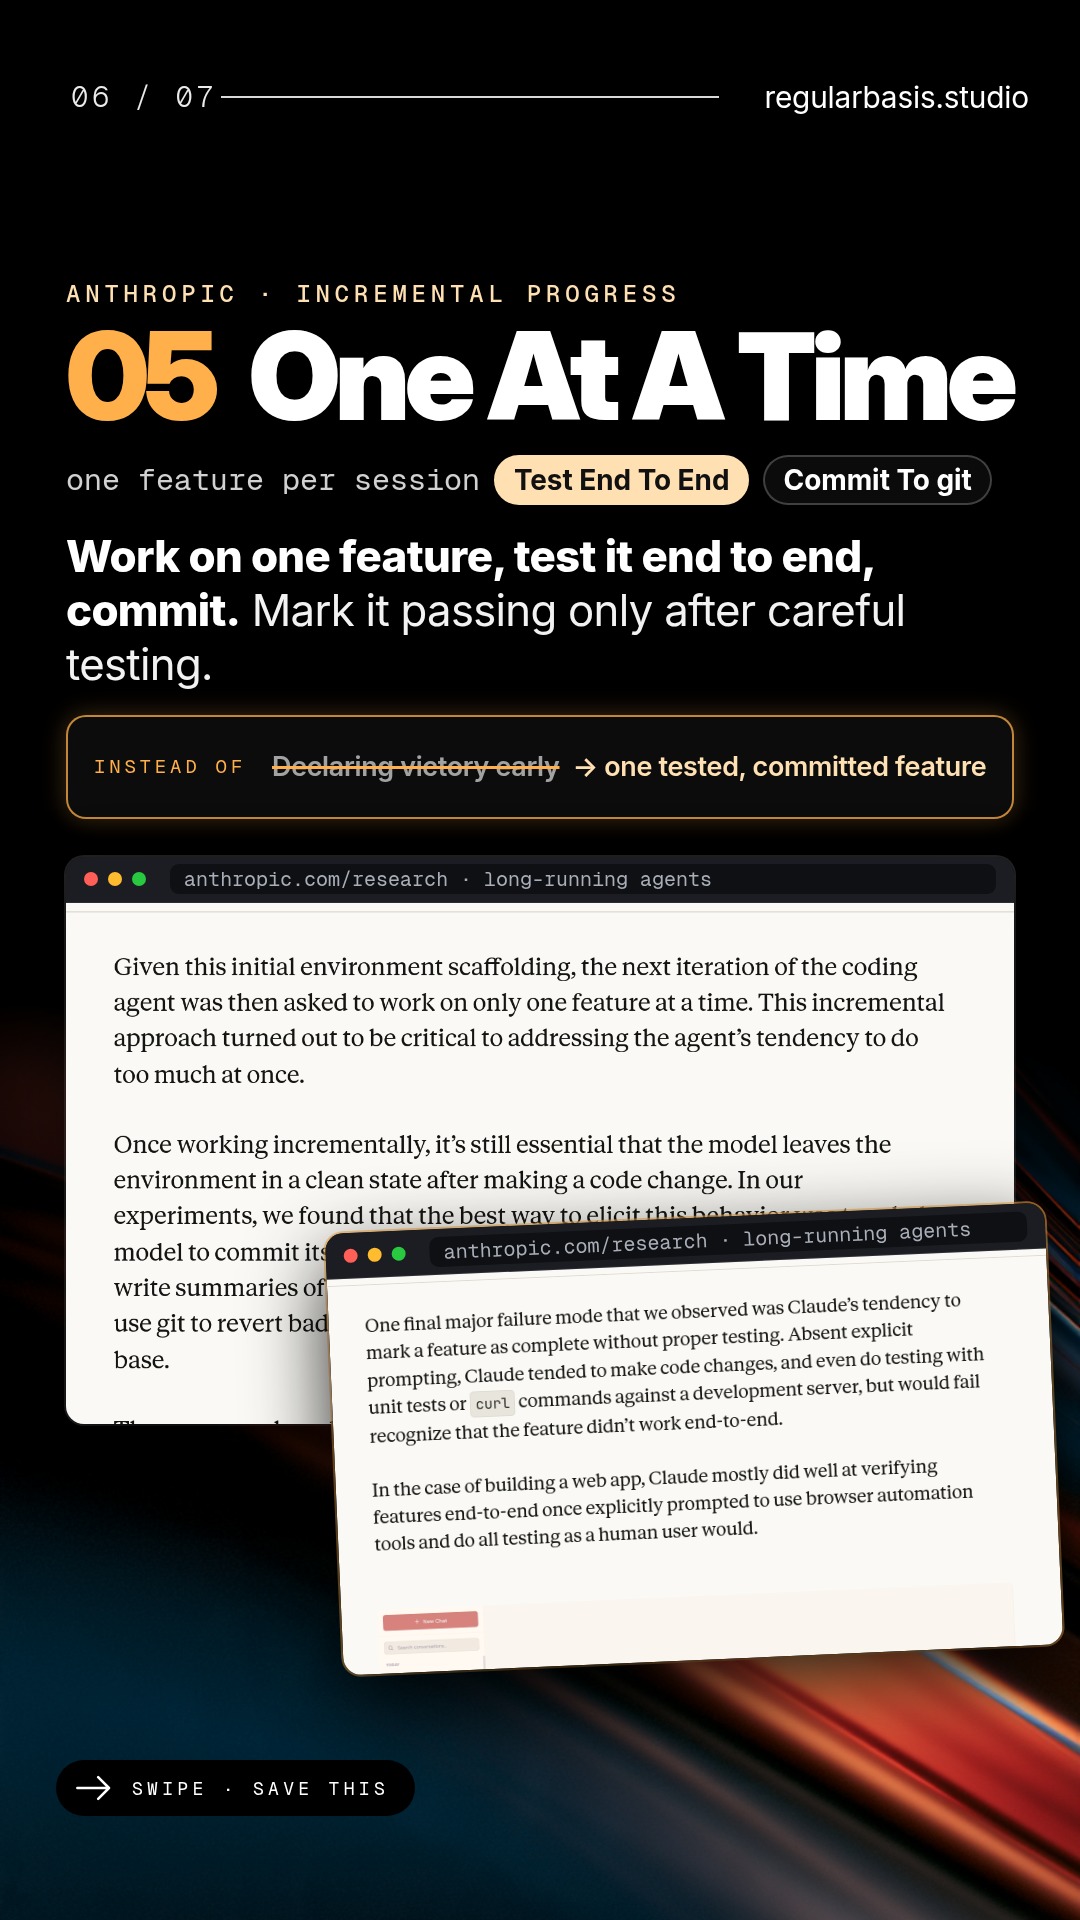 06 / 07
regularbasis.studio
ANTHROPIC · INCREMENTAL PROGRESS
05 One At A Time
one feature per session Test End To End Commit To git
Work on one feature, test it end to end,
commit. Mark it passing only after careful
testing.
INSTEAD OF Declaring victory early → one tested, committed feature
anthropic.com/research · long-running agents
Given this initial environment scaffolding, the next iteration of the coding
agent was then asked to work on only one feature at a time. This incremental
approach turned out to be critical to addressing the agent’s tendency to do
too much at once.
Once working incrementally, it’s still essential that the model leaves the
environment in a clean state after making a code change. In our
experiments, we found that the best way to elicit this behavior
model to commit its
write summaries of
use git to revert bad
base.
anthropic.com/research · long-running agents
One final major failure mode that we observed was Claude’s tendency to
mark a feature as complete without proper testing. Absent explicit
prompting, Claude tended to make code changes, and even do testing with
unit tests or curl commands against a development server, but would fail
recognize that the feature didn’t work end-to-end.
In the case of building a web app, Claude mostly did well at verifying
features end-to-end once explicitly prompted to use browser automation
tools and do all testing as a human user would.
+ New Chat
Search conversations...
→ SWIPE · SAVE THIS